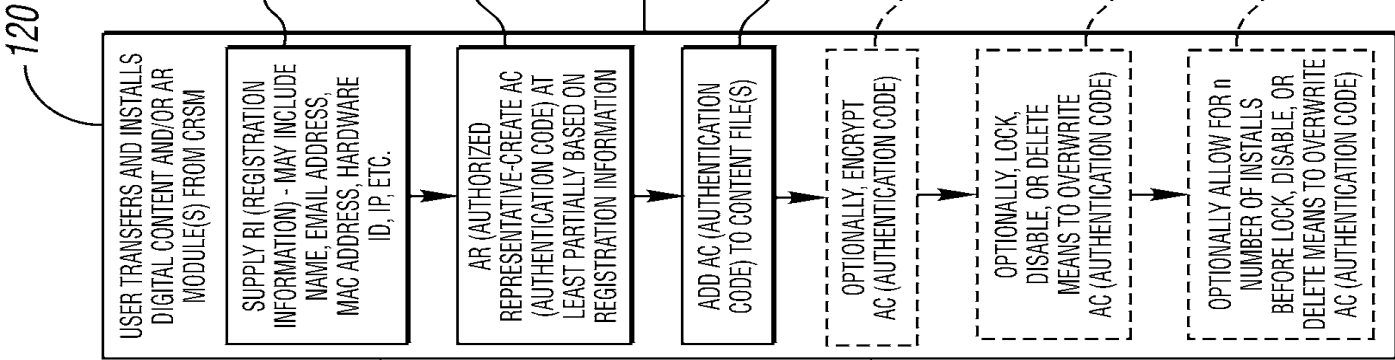 120
USER TRANSFERS AND INSTALLS
DIGITAL CONTENT AND/OR AR
MODULE(S) FROM CRSM
SUPPLY RI (REGISTRATION
INFORMATION) - MAY INCLUDE
NAME, EMAIL ADDRESS,
MAC ADDRESS, HARDWARE
ID, IP, ETC.
AR (AUTHORIZED
REPRESENTATIVE-CREATE AC
(AUTHENTICATION CODE) AT
LEAST PARTIALLY BASED ON
REGISTRATION INFORMATION
ADD AC (AUTHENTICATION
CODE) TO CONTENT FILE(S)
OPTIONALLY, ENCRYPT
AC (AUTHENTICATION CODE)
OPTIONALLY, LOCK,
DISABLE, OR DELETE
MEANS TO OVERWRITE
AC (AUTHENTICATION CODE)
OPTIONALLY ALLOW FOR n
NUMBER OF INSTALLS
BEFORE LOCK, DISABLE, OR
DELETE MEANS TO OVERWRITE
AC (AUTHENTICATION CODE)